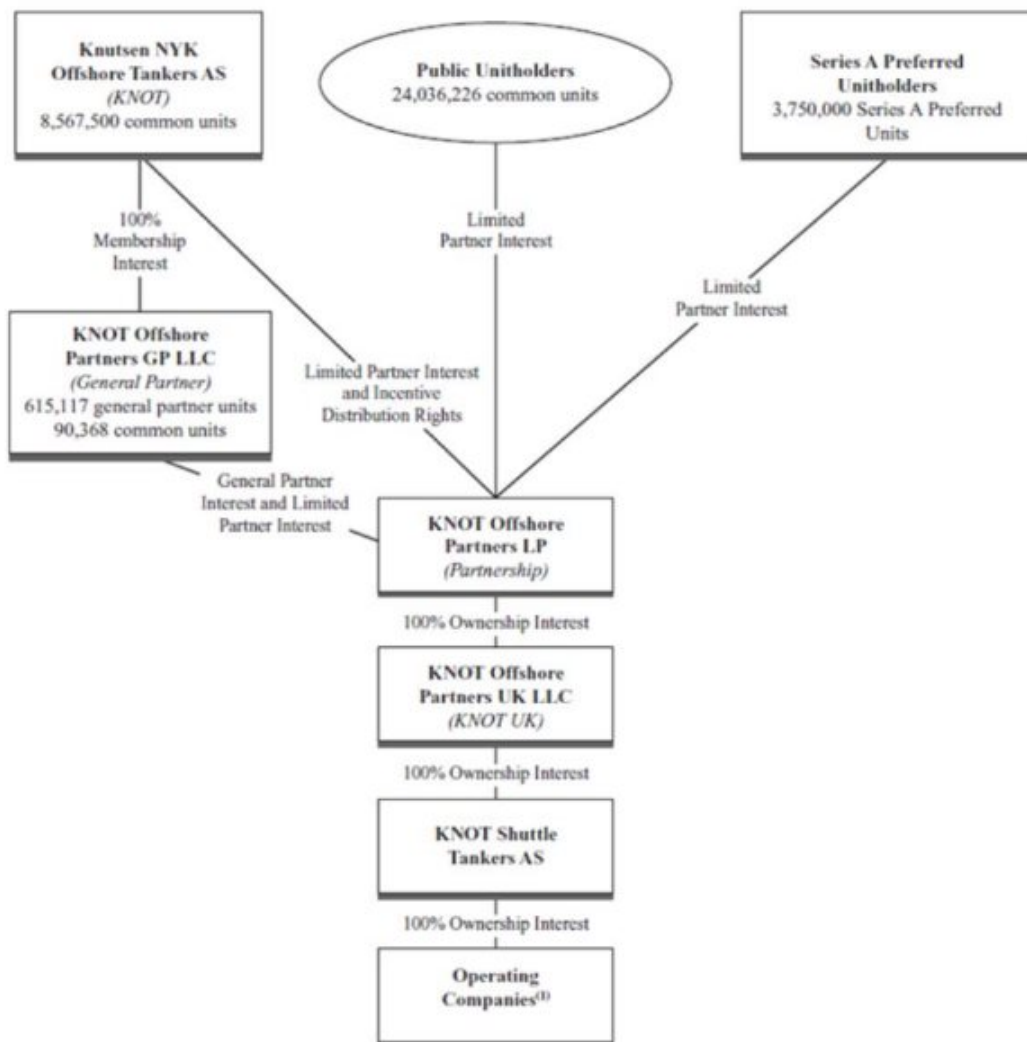 Knutsen NYK
Offshore Tankers AS
(KNOT)
8,567,500 common units
Public Unitholders
24,036,226 common units
Series A Preferred
Unitholders
3,750,000 Series A Preferred
Units
100%
Membership
Interest
Limited
Partner Interest
Limited
Partner Interest
KNOT Offshore
Partners GP LLC
(General Partner)
615,117 general partner units
90,368 common units
Limited Partner Interest
and Incentive
Distribution Rights
General Partner
Interest and Limited
Partner Interest
KNOT Offshore
Partners LP
(Partnership)
100% Ownership Interest
KNOT Offshore
Partners UK LLC
(KNOT UK)
100% Ownership Interest
KNOT Shuttle
Tankers AS
100% Ownership Interest
Operating
Companies(1)